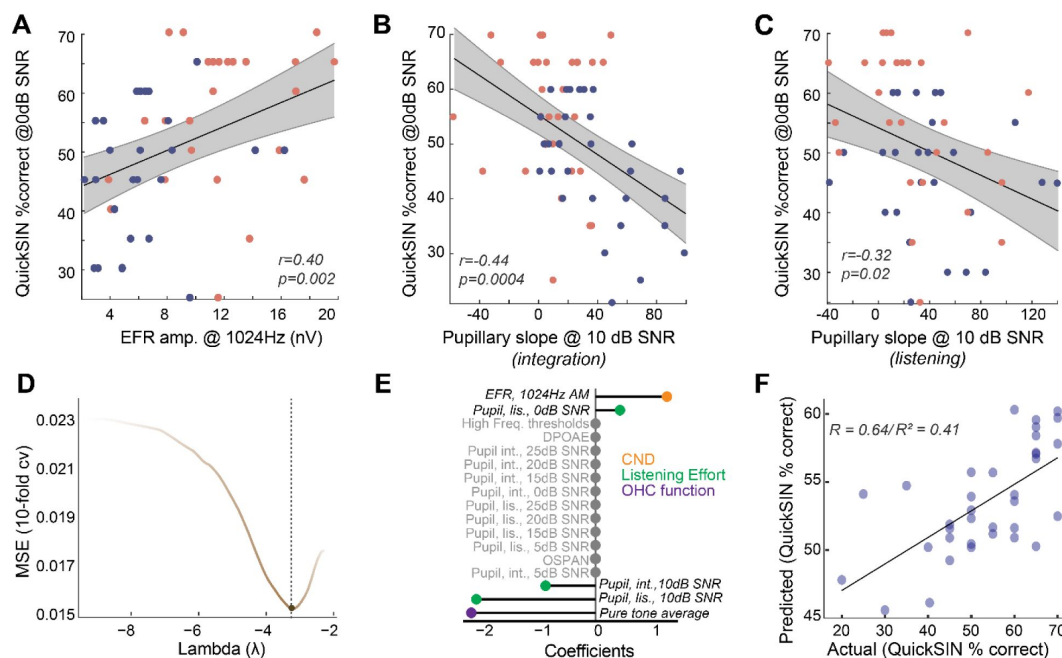 A
QuickSIN %correct @0dB SNR
70
60
50
40
30
r=0.40
p=0.002
4
8
12
16
20
EFR amp. @ 1024Hz (nV)
B
QuickSIN %correct @0dB SNR
70
60
50
40
30
r=-0.44
p=0.0004
-40
0
40
80
Pupillary slope @ 10 dB SNR
(integration)
C
QuickSIN %correct @0dB SNR
70
60
50
40
30
r=-0.32
p=0.02
-40
0
40
80
120
Pupillary slope @ 10 dB SNR
(listening)
D
MSE (10-fold cv)
0.023
0.021
0.019
0.017
0.015
−8
−6
−4
−2
Lambda (λ)
E
EFR, 1024Hz AM
Pupil, lis., 0dB SNR
High Freq. thresholds
DPOAE
Pupil int., 25dB SNR
Pupil int., 20dB SNR
Pupil int., 15dB SNR
Pupil, int., 0dB SNR
Pupil, lis., 25dB SNR
Pupil, lis., 20dB SNR
Pupil, lis., 15dB SNR
Pupil, lis., 5dB SNR
OSPAN
Pupil, int., 5dB SNR
Pupil, int.,10dB SNR
Pupil, lis., 10dB SNR
Pure tone average
CND
Listening Effort
OHC function
−2
−1
0
1
Coefficients
F
Predicted (QuickSIN % correct)
60
55
50
45
R = 0.64/ R² = 0.41
20
30
40
50
60
70
Actual (QuickSIN % correct)